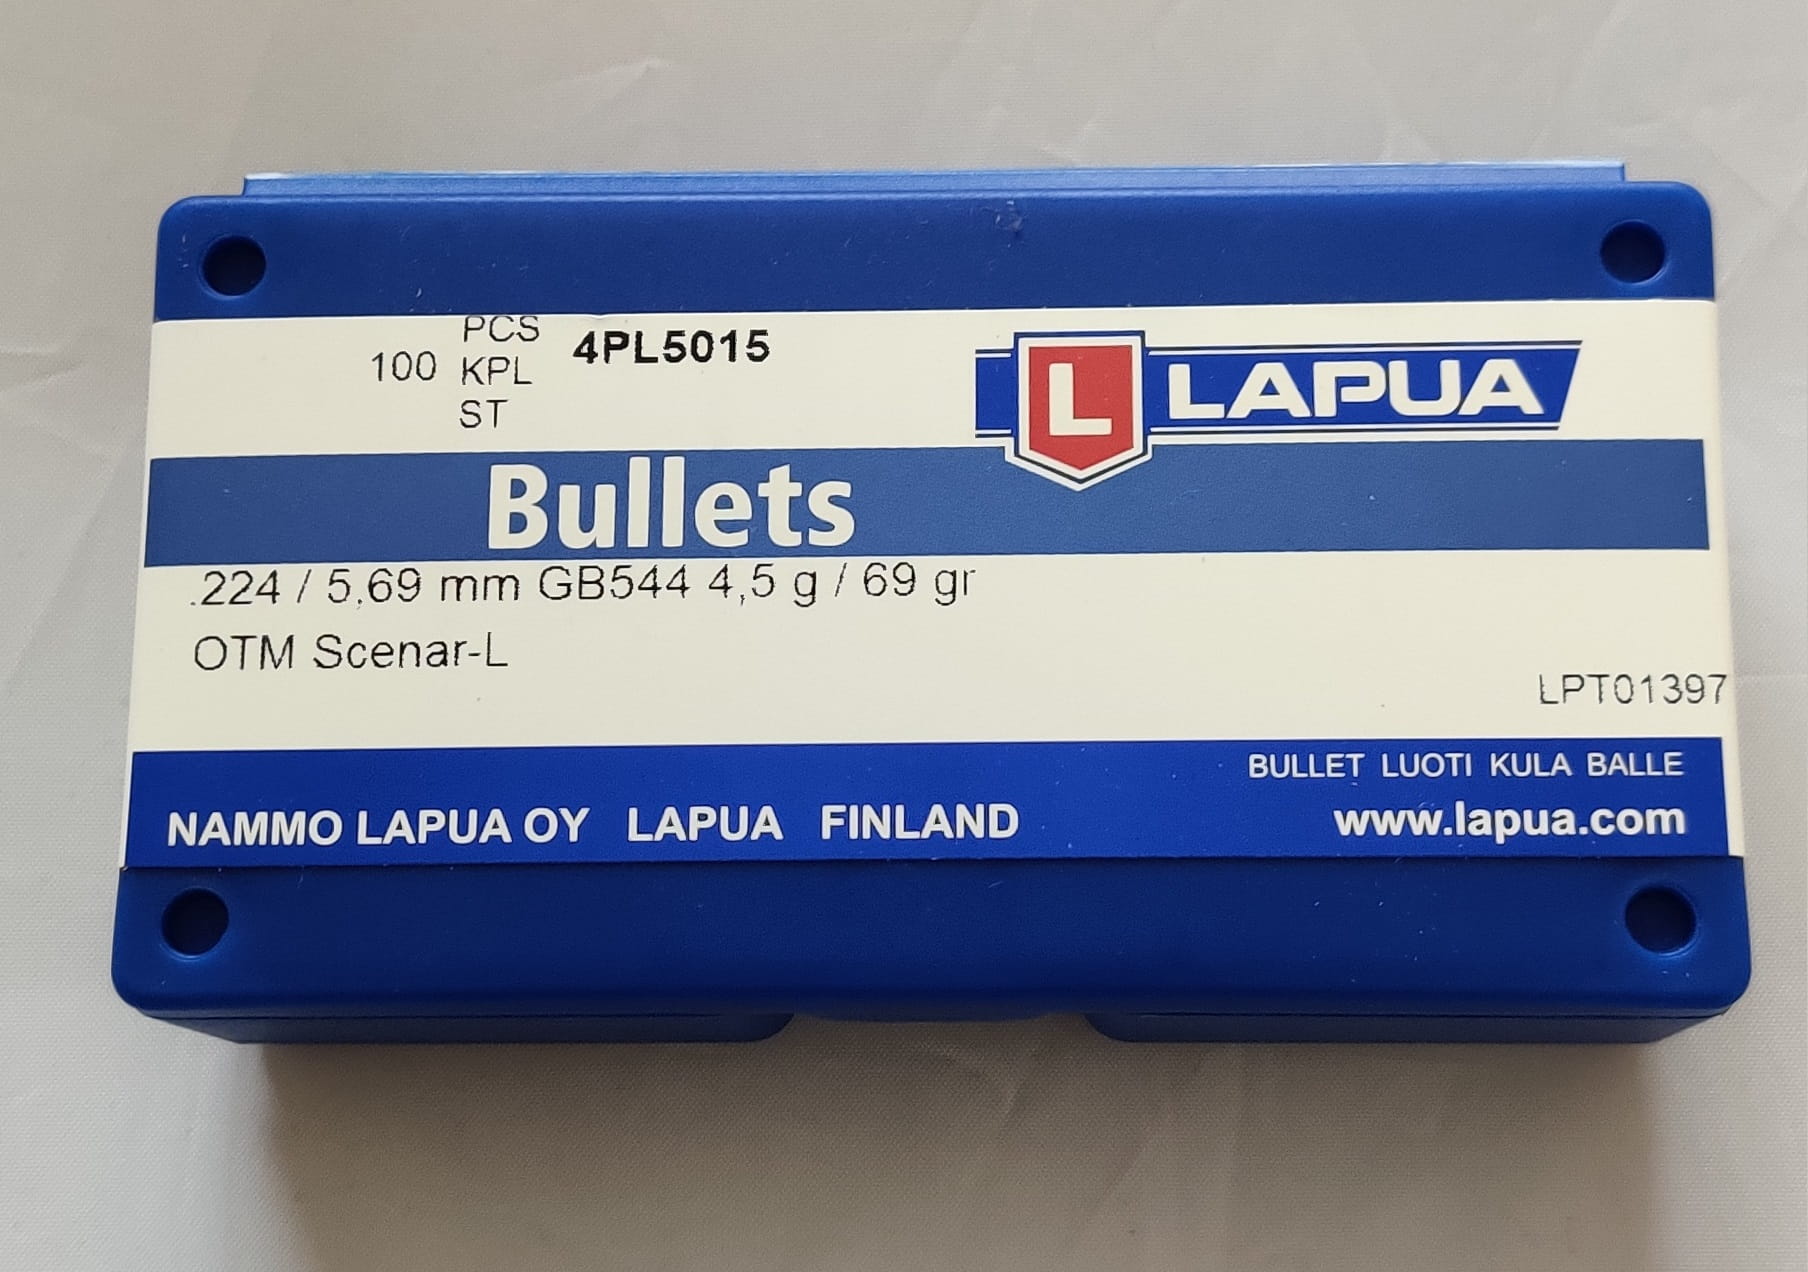 PCS
100 KPL 4PL5015
ST
L LAPUA
Bullets
.224 / 5,69 mm GB544 4,5 g / 69 gr
OTM Scenar-L
LPT01397
BULLET LUOTI KULA BALLE
NAMMO LAPUA OY LAPUA FINLAND
www.lapua.com